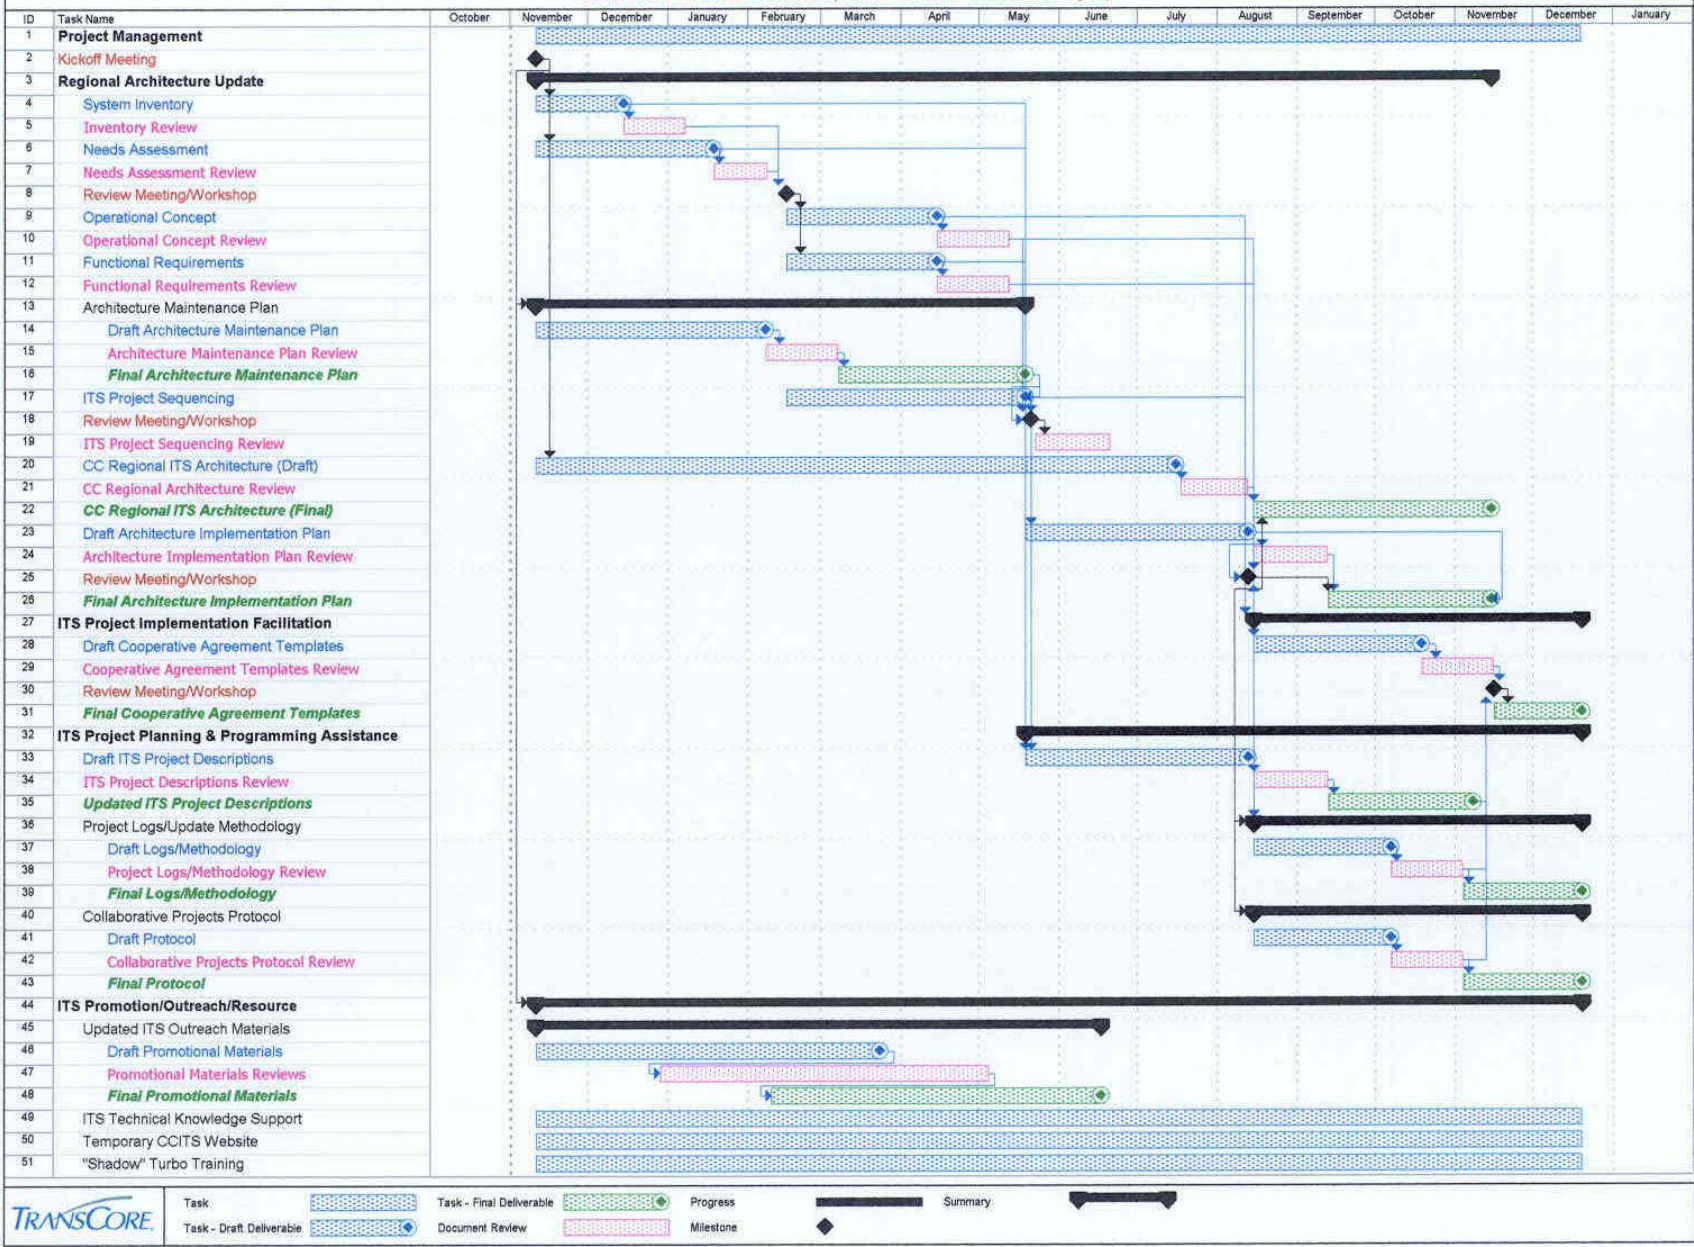 ID Task Name October November December January February March April May June July August September October November December January
1 Project Management
2 Kickoff Meeting
3 Regional Architecture Update
4 System Inventory
5 Inventory Review
6 Needs Assessment
7 Needs Assessment Review
8 Review Meeting/Workshop
9 Operational Concept
10 Operational Concept Review
11 Functional Requirements
12 Functional Requirements Review
13 Architecture Maintenance Plan
14 Draft Architecture Maintenance Plan
15 Architecture Maintenance Plan Review
16 Final Architecture Maintenance Plan
17 ITS Project Sequencing
18 Review Meeting/Workshop
19 ITS Project Sequencing Review
20 CC Regional ITS Architecture (Draft)
21 CC Regional Architecture Review
22 CC Regional ITS Architecture (Final)
23 Draft Architecture Implementation Plan
24 Architecture Implementation Plan Review
25 Review Meeting/Workshop
26 Final Architecture Implementation Plan
27 ITS Project Implementation Facilitation
28 Draft Cooperative Agreement Templates
29 Cooperative Agreement Templates Review
30 Review Meeting/Workshop
31 Final Cooperative Agreement Templates
32 ITS Project Planning & Programming Assistance
33 Draft ITS Project Descriptions
34 ITS Project Descriptions Review
35 Updated ITS Project Descriptions
36 Project Logs/Update Methodology
37 Draft Logs/Methodology
38 Project Logs/Methodology Review
39 Final Logs/Methodology
40 Collaborative Projects Protocol
41 Draft Protocol
42 Collaborative Projects Protocol Review
43 Final Protocol
44 ITS Promotion/Outreach/Resource
45 Updated ITS Outreach Materials
46 Draft Promotional Materials
47 Promotional Materials Reviews
48 Final Promotional Materials
49 ITS Technical Knowledge Support
50 Temporary CCITS Website
51 "Shadow" Turbo Training
TRANSCORE
Task Task - Final Deliverable Progress Summary
Task - Draft Deliverable Document Review Milestone